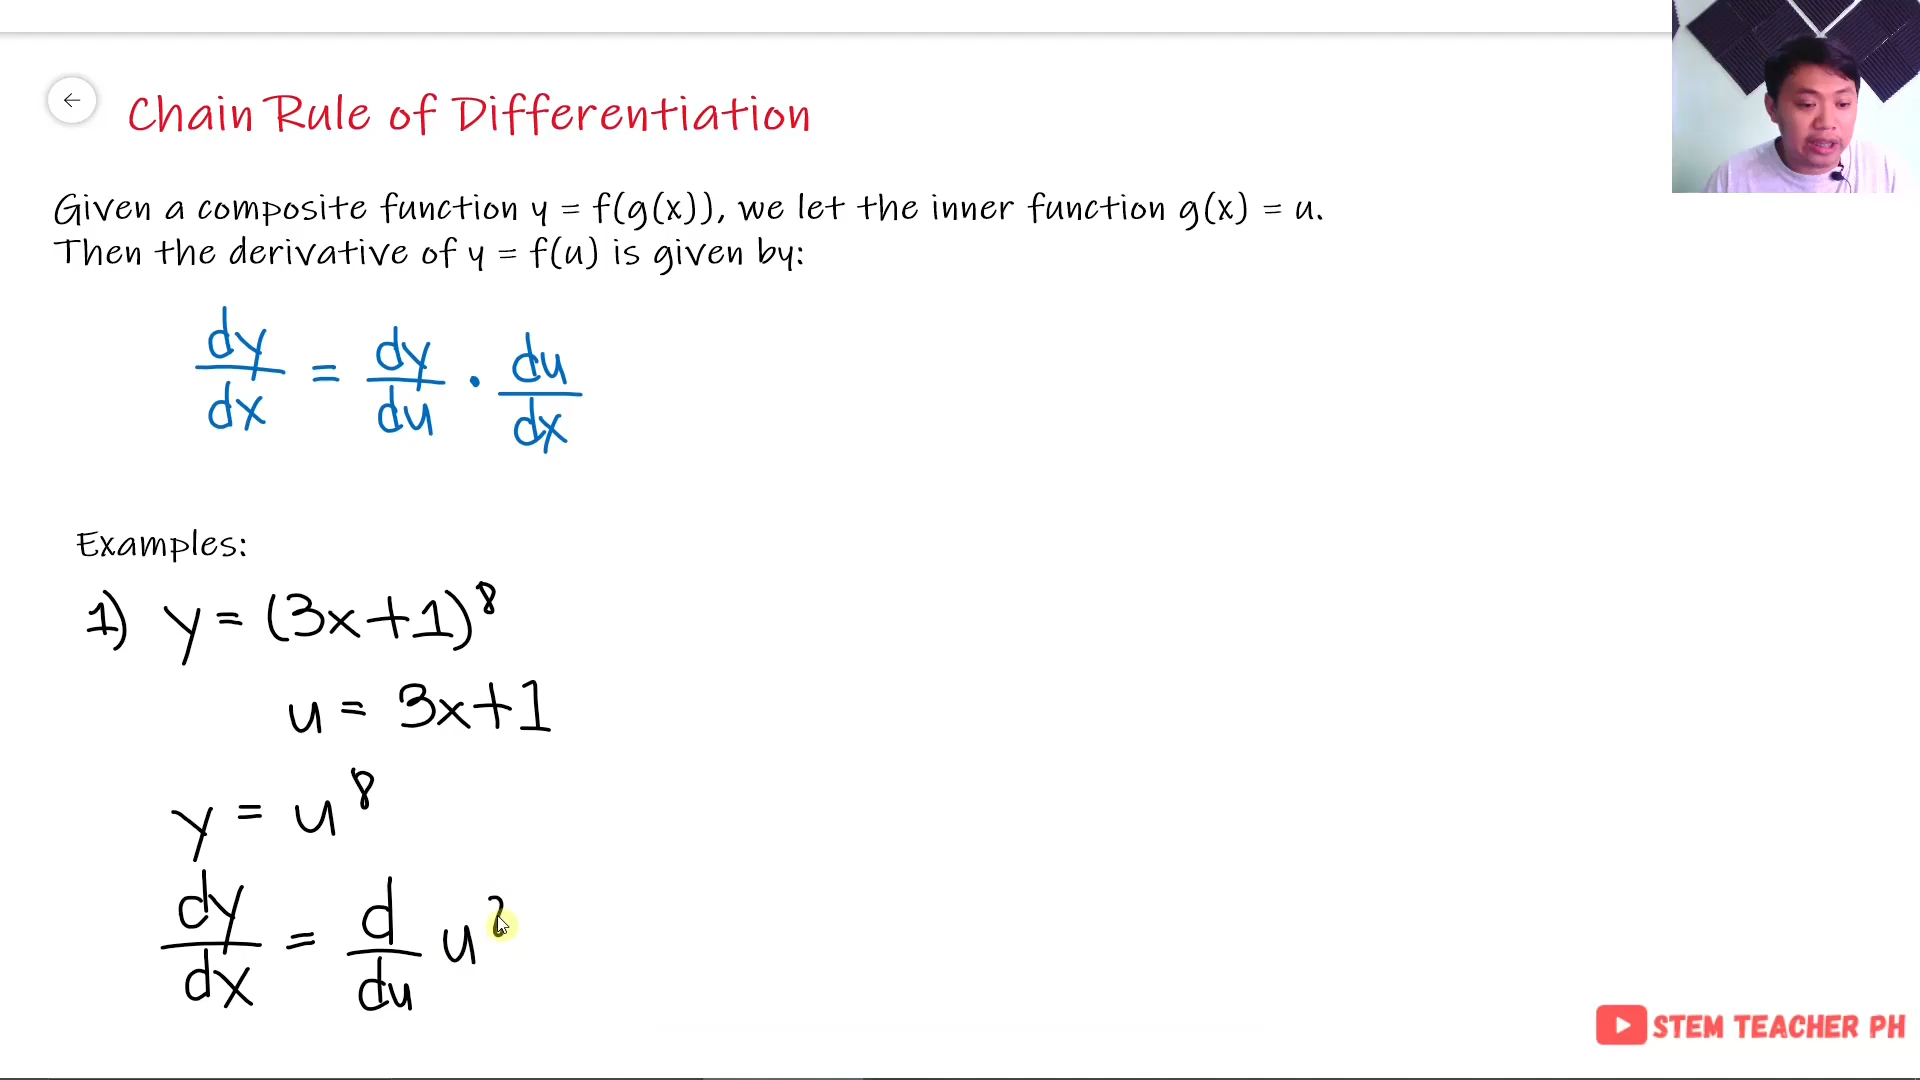 Chain Rule of Differentiation
Given a composite function y = f(g(x)), we let the inner function g(x) = u.
Then the derivative of y = f(u) is given by:
dy/dx = dy/du · du/dx
Examples:
1) y = (3x+1)^8
u = 3x+1
y = u^8
dy/dx = d/du u
STEM TEACHER PH